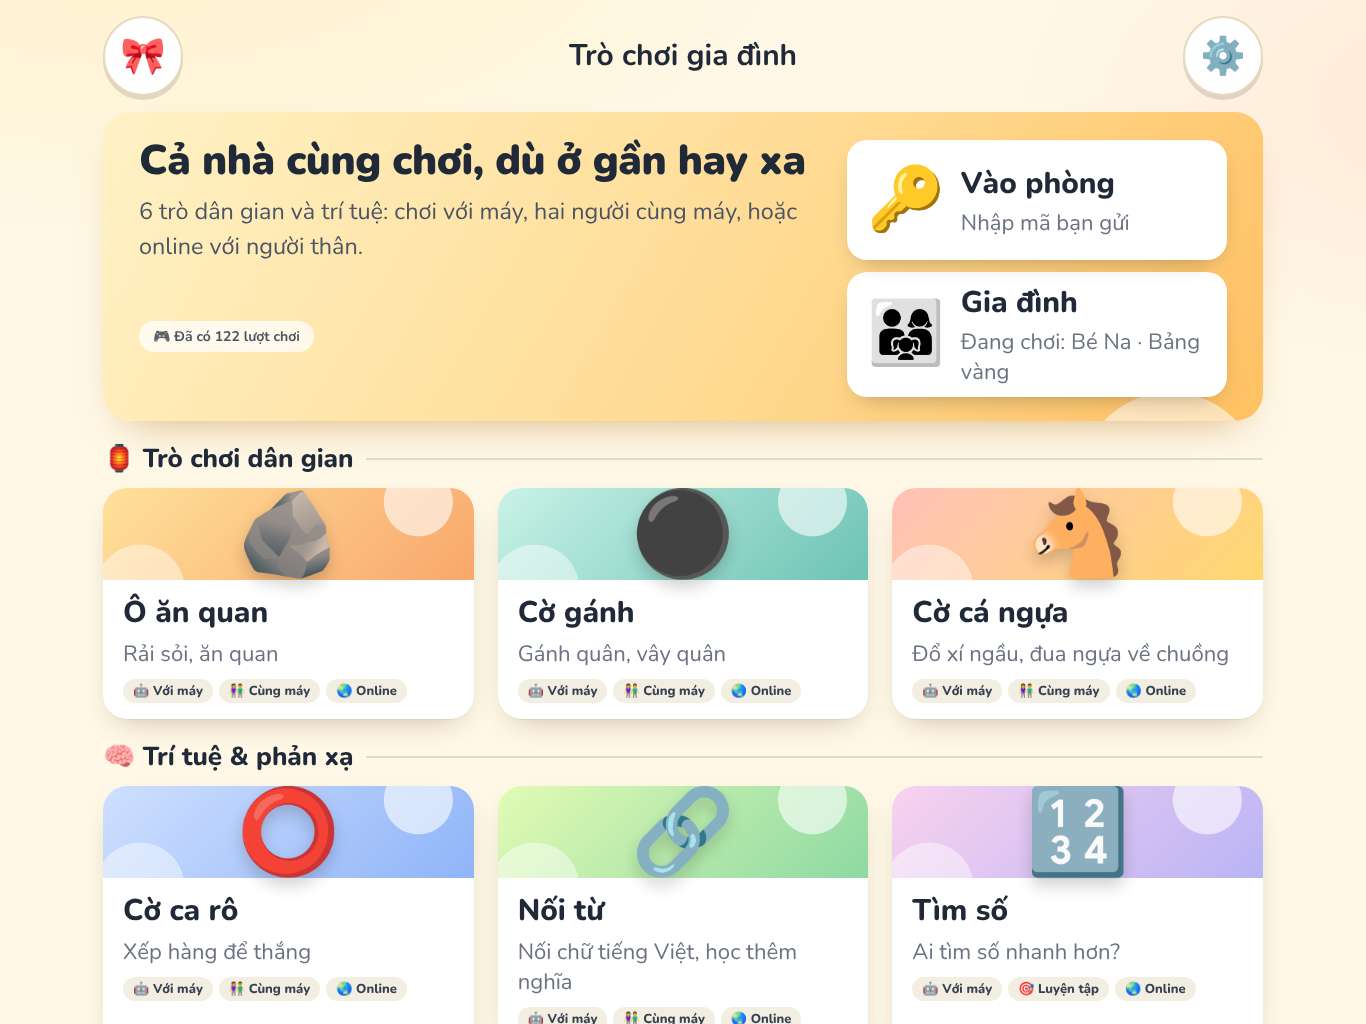 Trò chơi gia đình
Cả nhà cùng chơi, dù ở gần hay xa
6 trò dân gian và trí tuệ: chơi với máy, hai người cùng máy, hoặc
online với người thân.
Đã có 122 lượt chơi
Vào phòng
Nhập mã bạn gửi
Gia đình
Đang chơi: Bé Na · Bảng
vàng
Trò chơi dân gian
Ô ăn quan
Rải sỏi, ăn quan
Với máy
Cùng máy
Online
Cờ gánh
Gánh quân, vây quân
Với máy
Cùng máy
Online
Cờ cá ngựa
Đổ xí ngầu, đua ngựa về chuồng
Với máy
Cùng máy
Online
Trí tuệ & phản xạ
Cờ ca rô
Xếp hàng để thắng
Với máy
Cùng máy
Online
Nối từ
Nối chữ tiếng Việt, học thêm
nghĩa
Với máy
Cùng máy
Online
1 2
3 4
Tìm số
Ai tìm số nhanh hơn?
Với máy
Luyện tập
Online